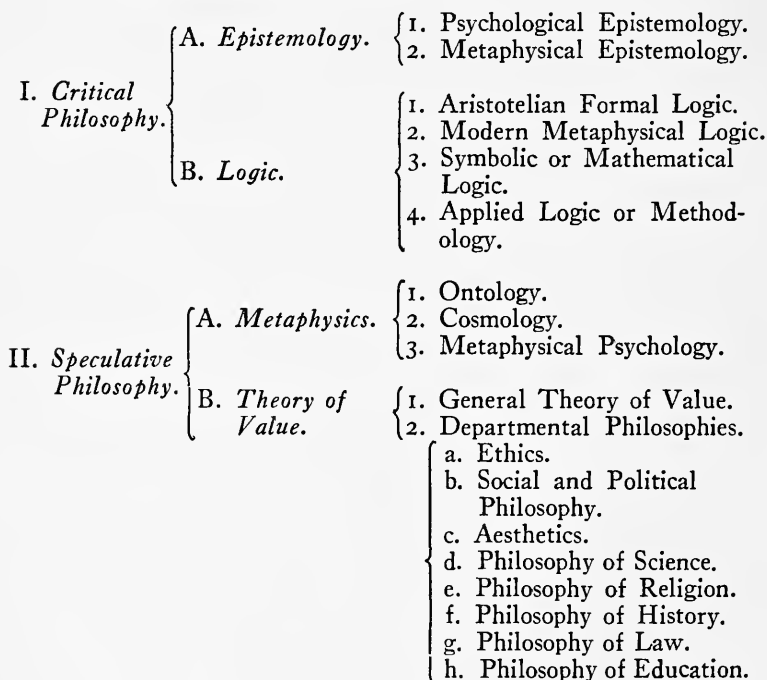 A. Epistemology.
1. Psychological Epistemology.
2. Metaphysical Epistemology.
I. Critical
Philosophy.
B. Logic.
1. Aristotelian Formal Logic.
2. Modern Metaphysical Logic.
3. Symbolic or Mathematical
Logic.
4. Applied Logic or Method-
ology.
II. Speculative
Philosophy.
A. Metaphysics.
1. Ontology.
2. Cosmology.
3. Metaphysical Psychology.
B. Theory of
Value.
1. General Theory of Value.
2. Departmental Philosophies.
a. Ethics.
b. Social and Political
Philosophy.
c. Aesthetics.
d. Philosophy of Science.
e. Philosophy of Religion.
f. Philosophy of History.
g. Philosophy of Law.
h. Philosophy of Education.